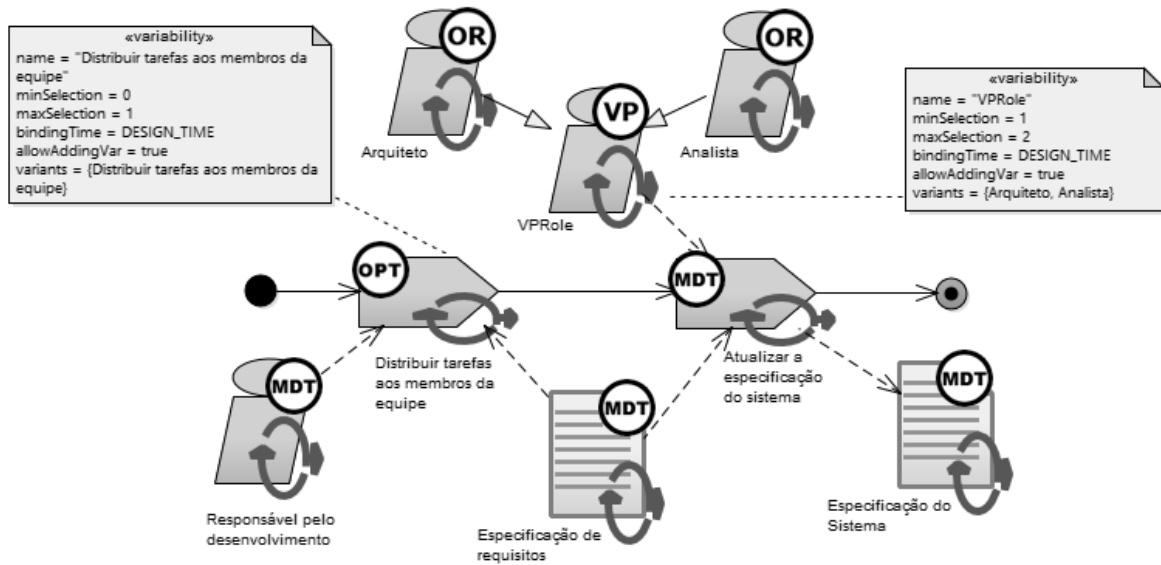 «variability»
name = "Distribuir tarefas aos membros da
equipe"
minSelection = 0
maxSelection = 1
bindingTime = DESIGN_TIME
allowAddingVar = true
variants = {Distribuir tarefas aos membros da
equipe}
OR
Arquiteto
OR
Analista
VP
VPRole
«variability»
name = "VPRole"
minSelection = 1
maxSelection = 2
bindingTime = DESIGN_TIME
allowAddingVar = true
variants = {Arquiteto, Analista}
OPT
Distribuir tarefas
aos membros da
equipe
MDT
Atualizar a
especificação
do sistema
MDT
Responsável pelo
desenvolvimento
MDT
Especificação de
requisitos
MDT
Especificação do
Sistema